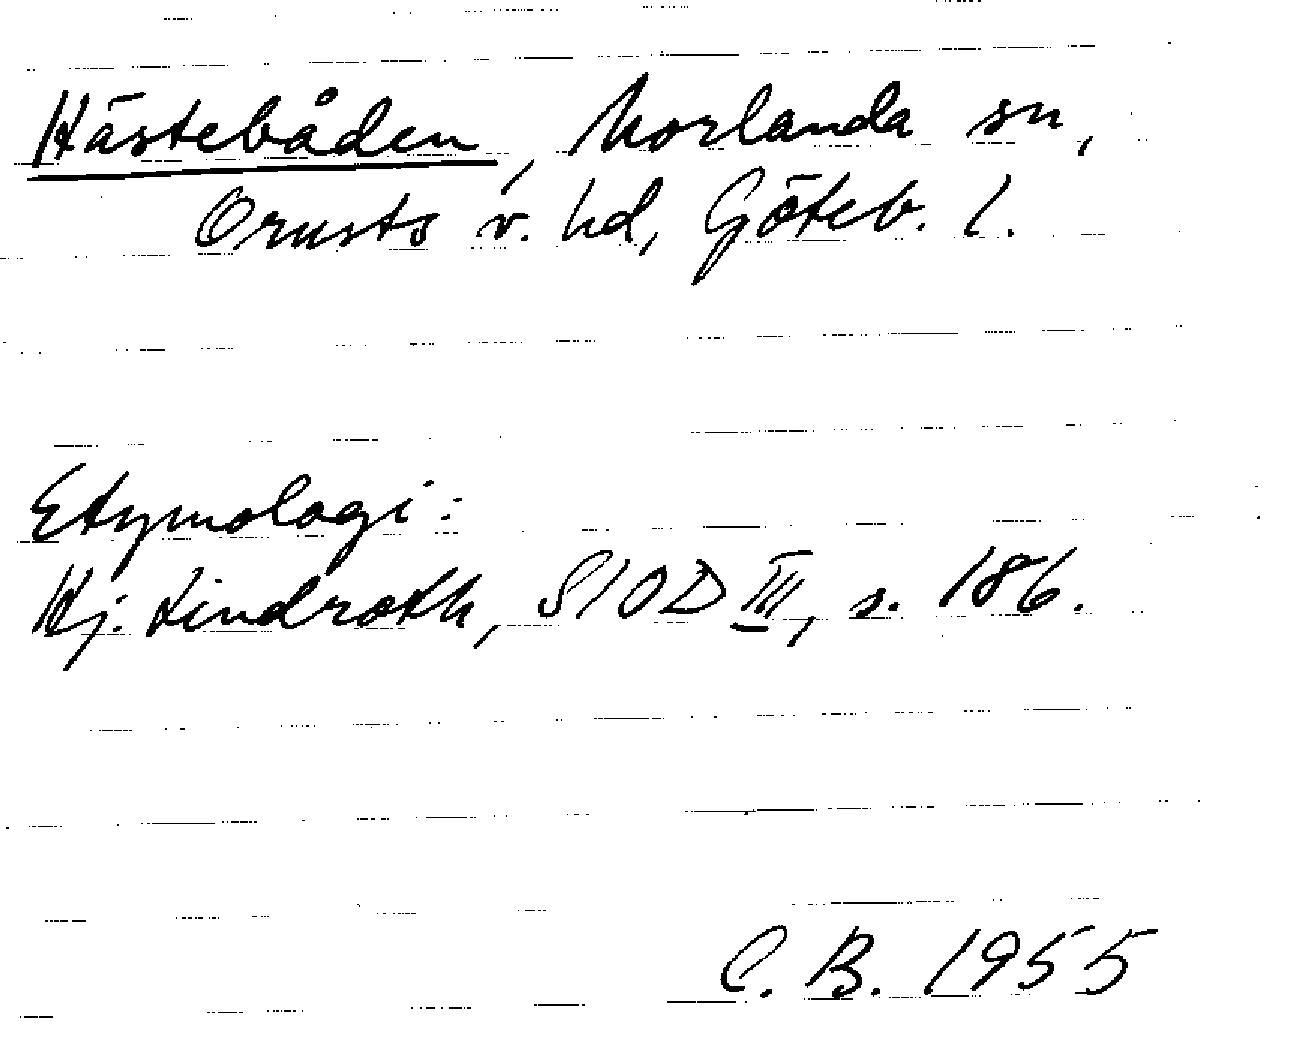 Hästebåden, Morlanda sn,
Orusts v. hd, Göteb. l.
Etymologi:
Hj. Lindroth, SIOD III, s. 186.
C. B. 1955